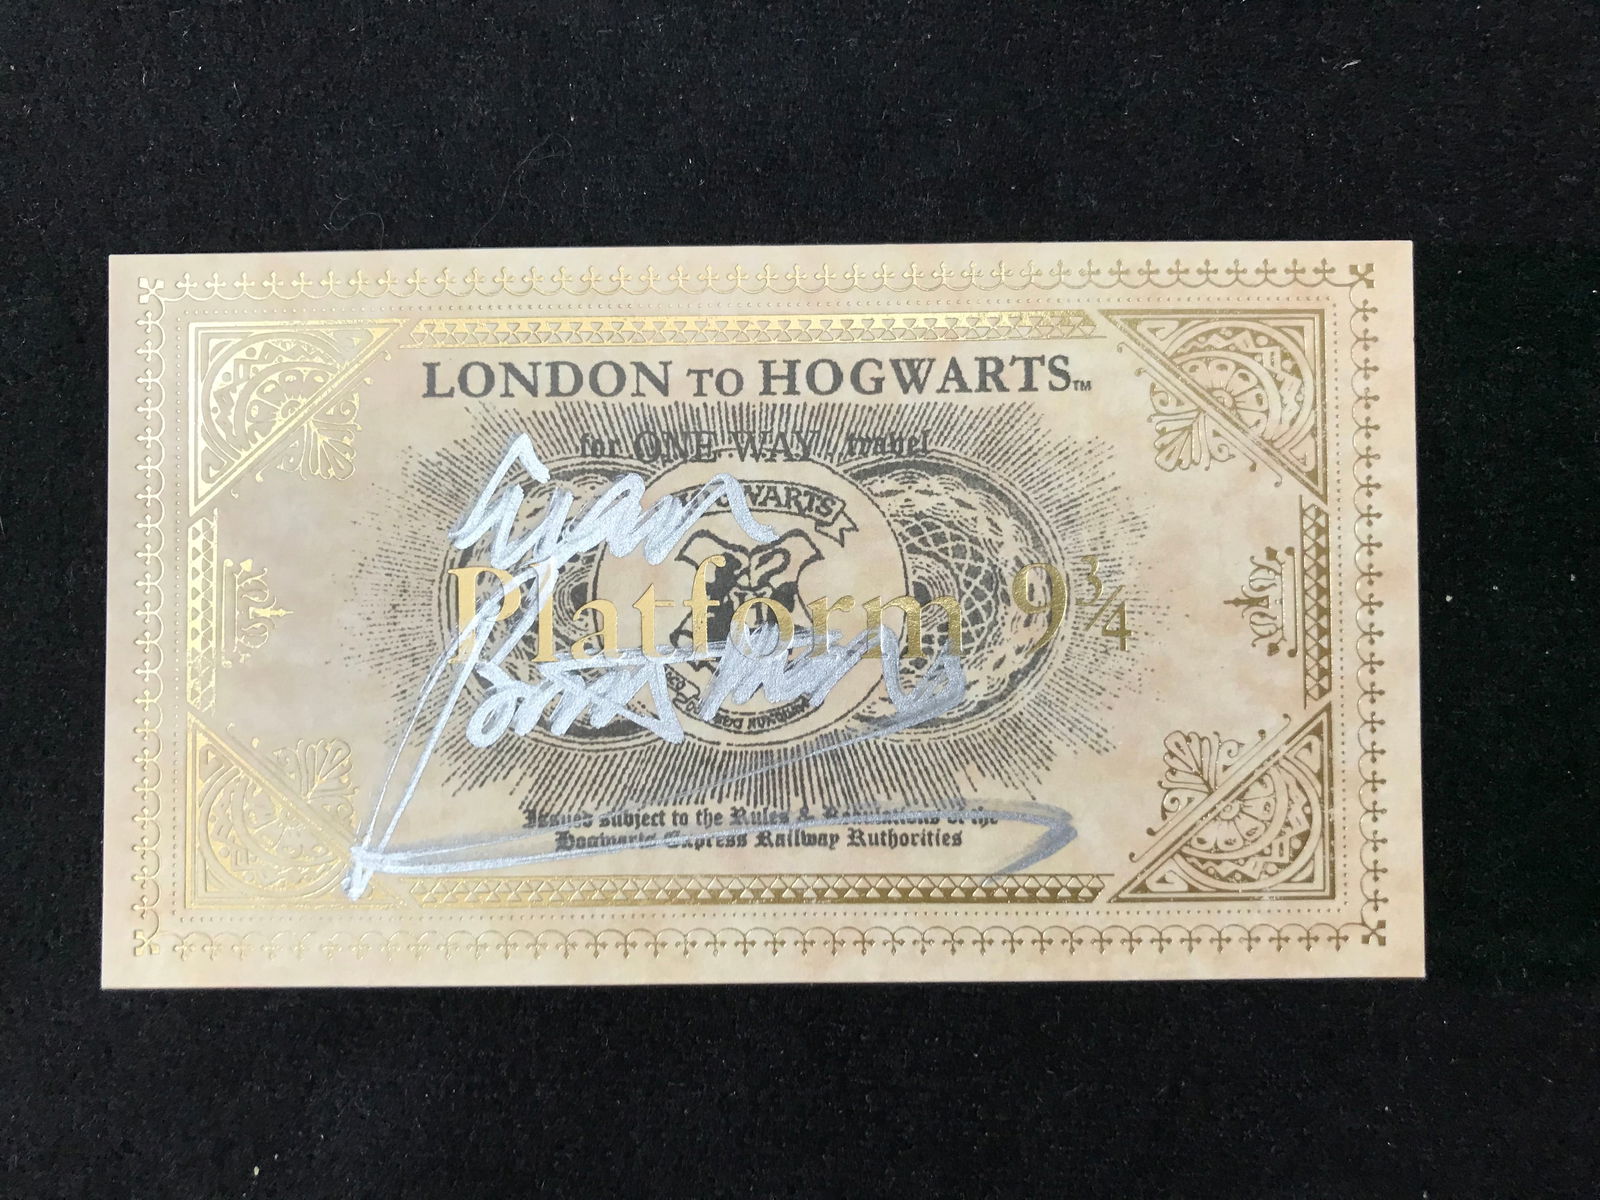 LONDON TO HOGWARTS™
for ONE WAY travel
HOGWARTS
Platform 9¾
Issued subject to the Rules & Regulations of the
Hogwarts Express Railway Authorities